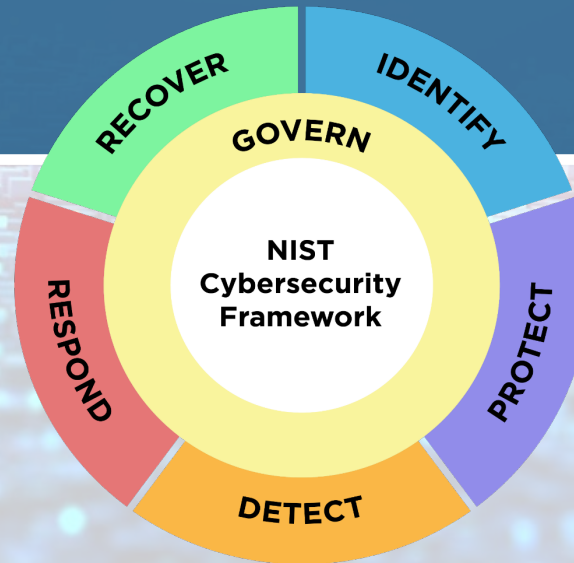 RECOVER
IDENTIFY
GOVERN
NIST
Cybersecurity
Framework
RESPOND
PROTECT
DETECT